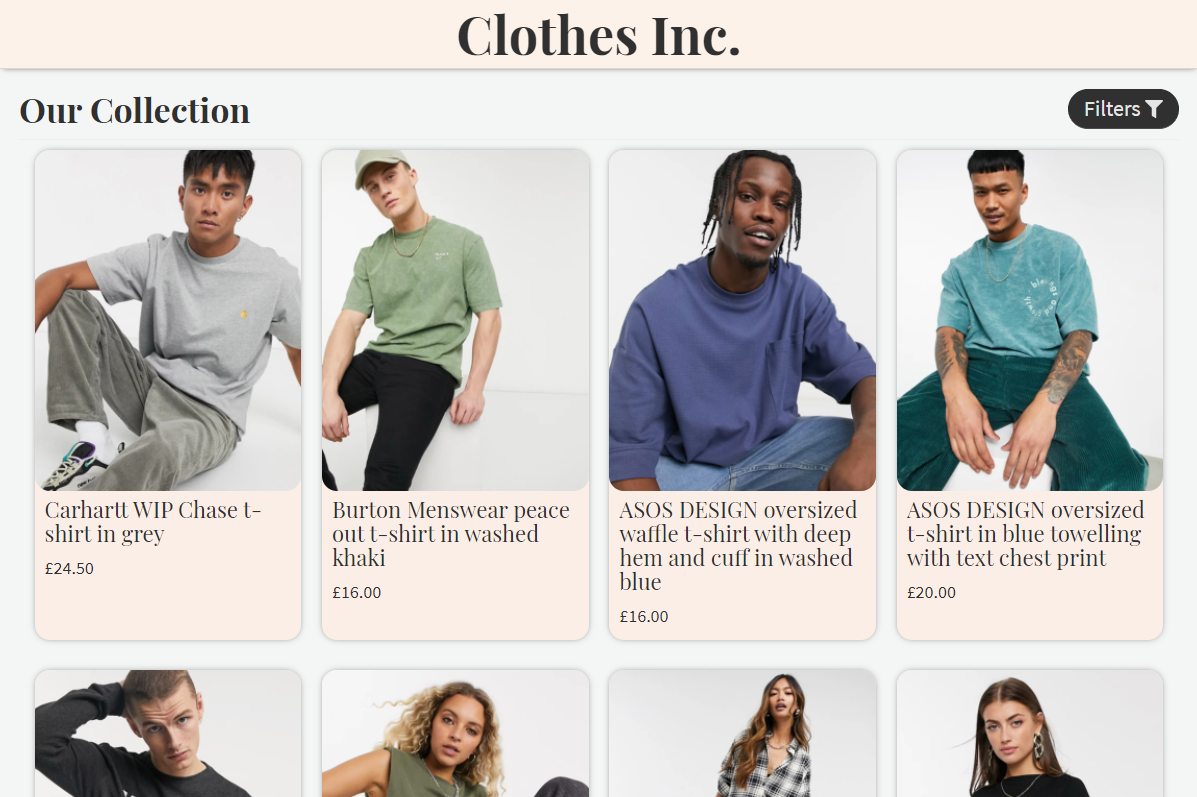 Clothes Inc.
Our Collection
Filters
Carhartt WIP Chase t-
shirt in grey
£24.50
Burton Menswear peace
out t-shirt in washed
khaki
£16.00
ASOS DESIGN oversized
waffle t-shirt with deep
hem and cuff in washed
blue
£16.00
ASOS DESIGN oversized
t-shirt in blue towelling
with text chest print
£20.00